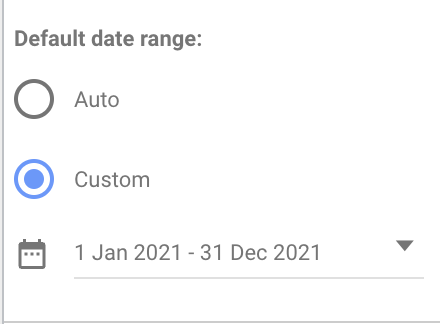 Default date range:
Auto
Custom
1 Jan 2021 - 31 Dec 2021